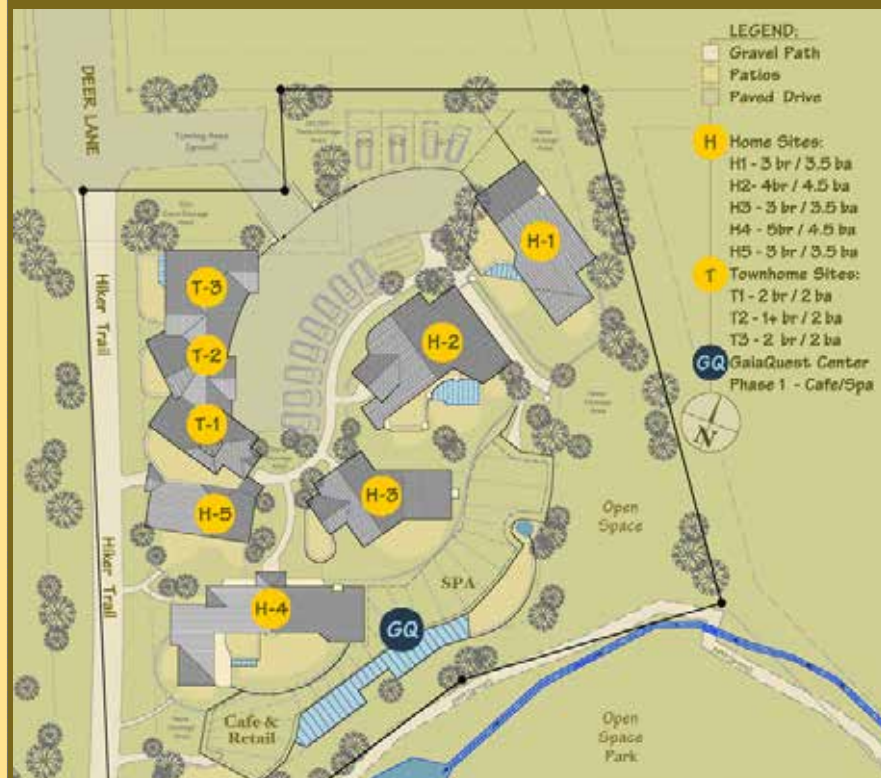 LEGEND:
Gravel Path
Patios
Paved Drive
H Home Sites:
H1 - 3 br / 3.5 ba
H2- 4br / 4.5 ba
H3 - 3 br / 3.5 ba
H4 - 5br / 4.5 ba
H5 - 3 br / 3.5 ba
T Townhome Sites:
T1 - 2 br / 2 ba
T2 - 1+ br / 2 ba
T3 - 2 br / 2 ba
GQ GaiaQuest Center
Phase 1 - Cafe/Spa
N
DEER LANE
Hiker Trail
Hiker Trail
H-1
T-3
H-2
T-2
T-1
H-3
H-5
Open
Space
SPA
H-4
GQ
Cafe &
Retail
Open
Space
Park